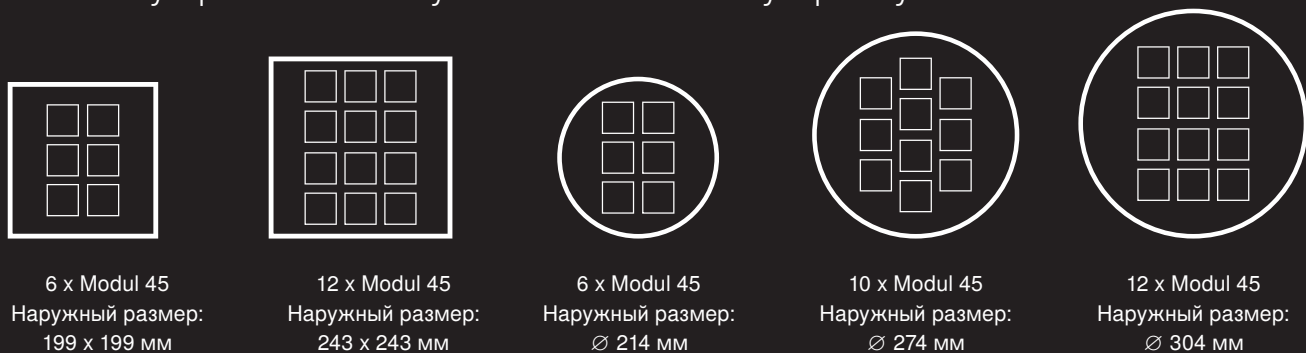 6 x Modul 45
Наружный размер:
199 x 199 мм
12 x Modul 45
Наружный размер:
243 x 243 мм
6 x Modul 45
Наружный размер:
∅ 214 мм
10 x Modul 45
Наружный размер:
∅ 274 мм
12 x Modul 45
Наружный размер:
∅ 304 мм